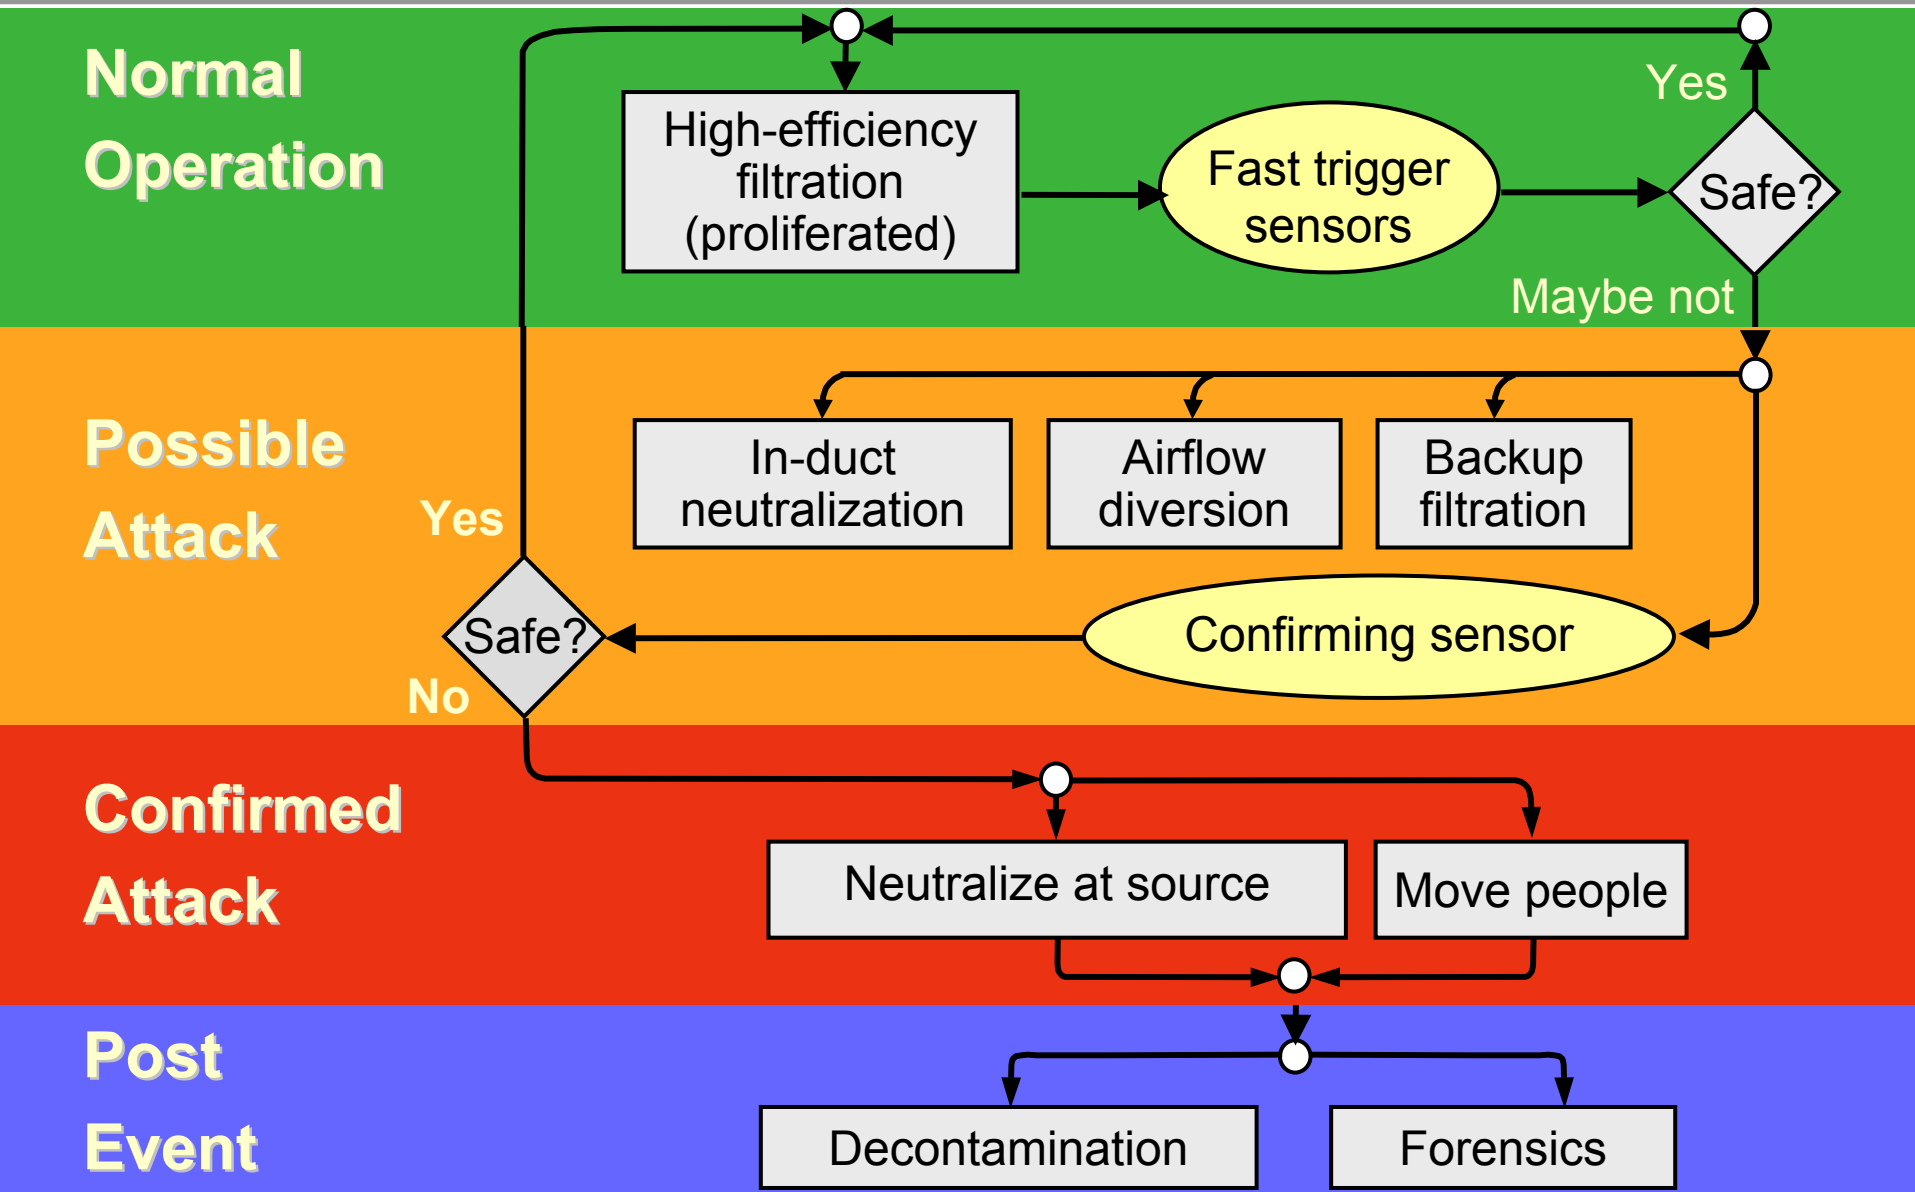 Normal
Operation
High-efficiency
filtration
(proliferated)
Fast trigger
sensors
Safe?
Yes
Maybe not
Possible
Attack
In-duct
neutralization
Airflow
diversion
Backup
filtration
Confirming sensor
Safe?
Yes
No
Confirmed
Attack
Neutralize at source
Move people
Post
Event
Decontamination
Forensics